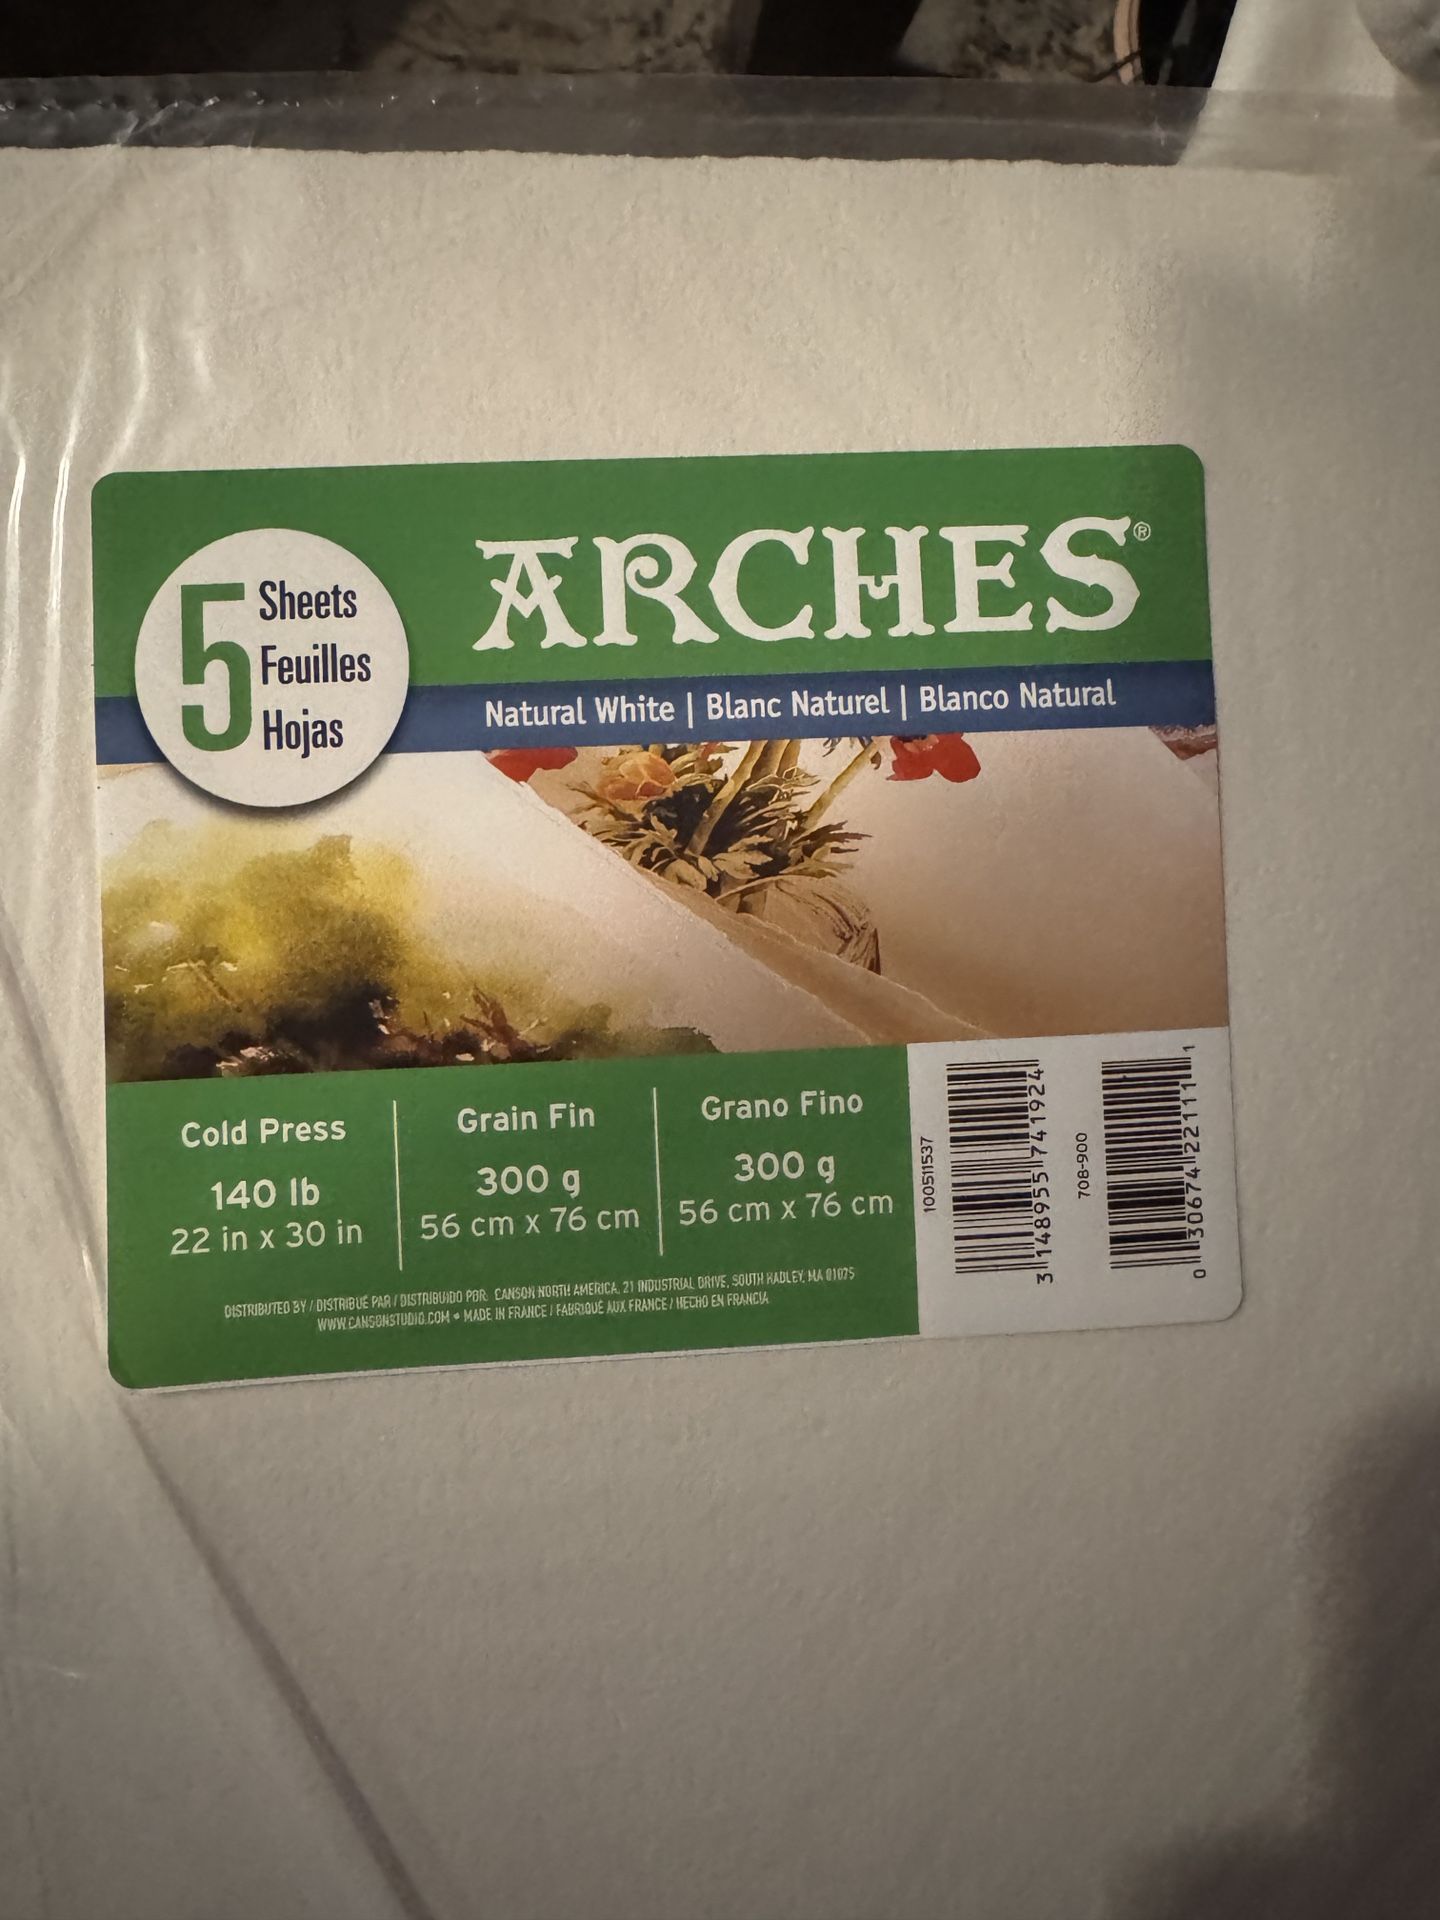 5 Sheets
Feuilles
Hojas
ARCHES®
Natural White | Blanc Naturel | Blanco Natural
Cold Press
140 lb
22 in x 30 in
Grain Fin
300 g
56 cm x 76 cm
Grano Fino
300 g
56 cm x 76 cm
DISTRIBUTED BY / DISTRIBUÉ PAR / DISTRIBUIDO POR: CANSON NORTH AMERICA, 21 INDUSTRIAL DRIVE, SOUTH HADLEY, MA 01075
WWW.CANSONSTUDIO.COM • MADE IN FRANCE / FABRIQUÉ AUX FRANCE / HECHO EN FRANCIA
100511537
3 148955 741924
708-900
0 30674 22111 1